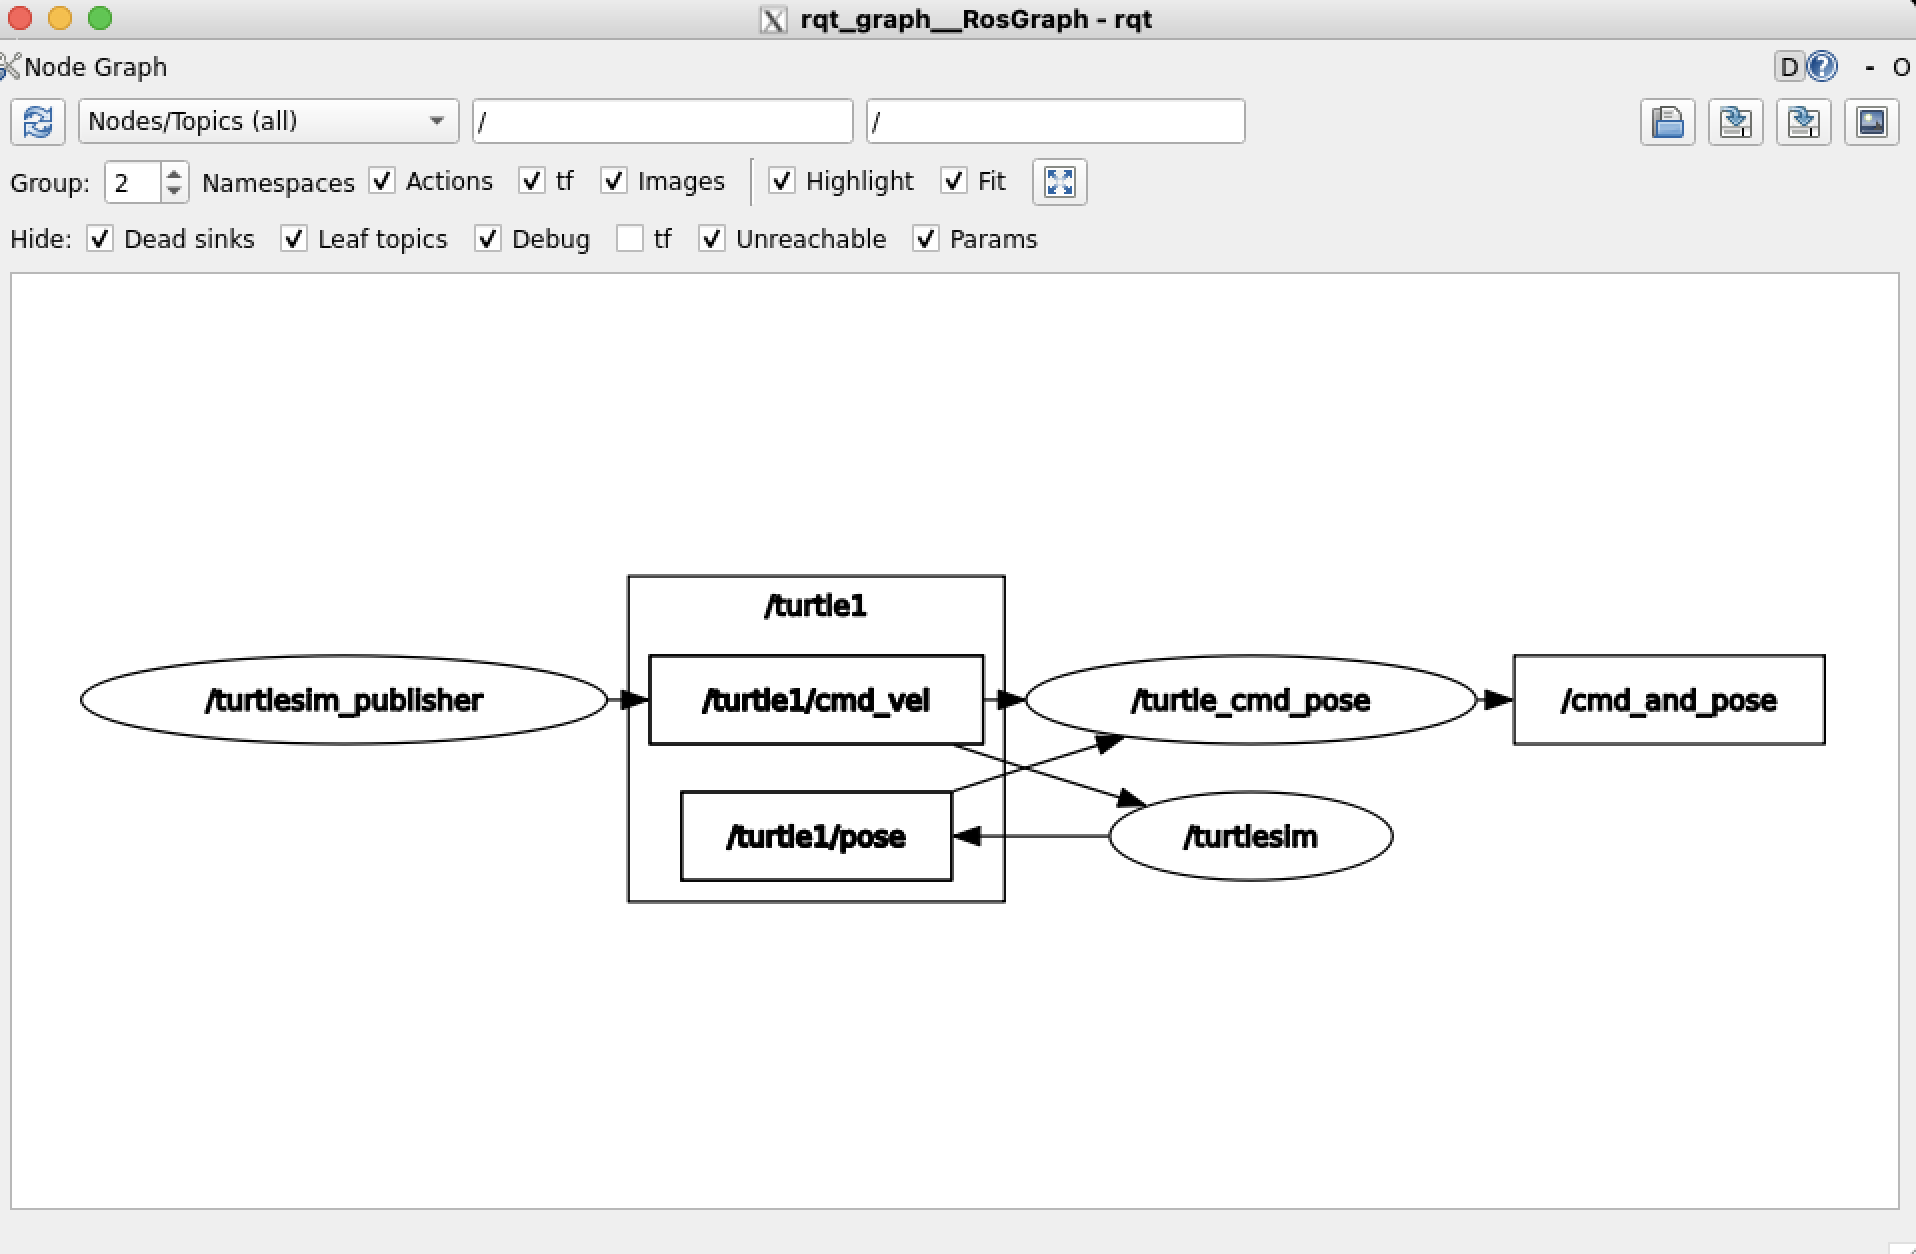 rqt_graph__RosGraph - rqt
Node Graph
D ? - O
Nodes/Topics (all) / /
Group: 2 Namespaces Actions tf Images Highlight Fit
Hide: Dead sinks Leaf topics Debug tf Unreachable Params
/turtle1
/turtlesim_publisher /turtle1/cmd_vel /turtle_cmd_pose /cmd_and_pose
/turtle1/pose /turtlesim